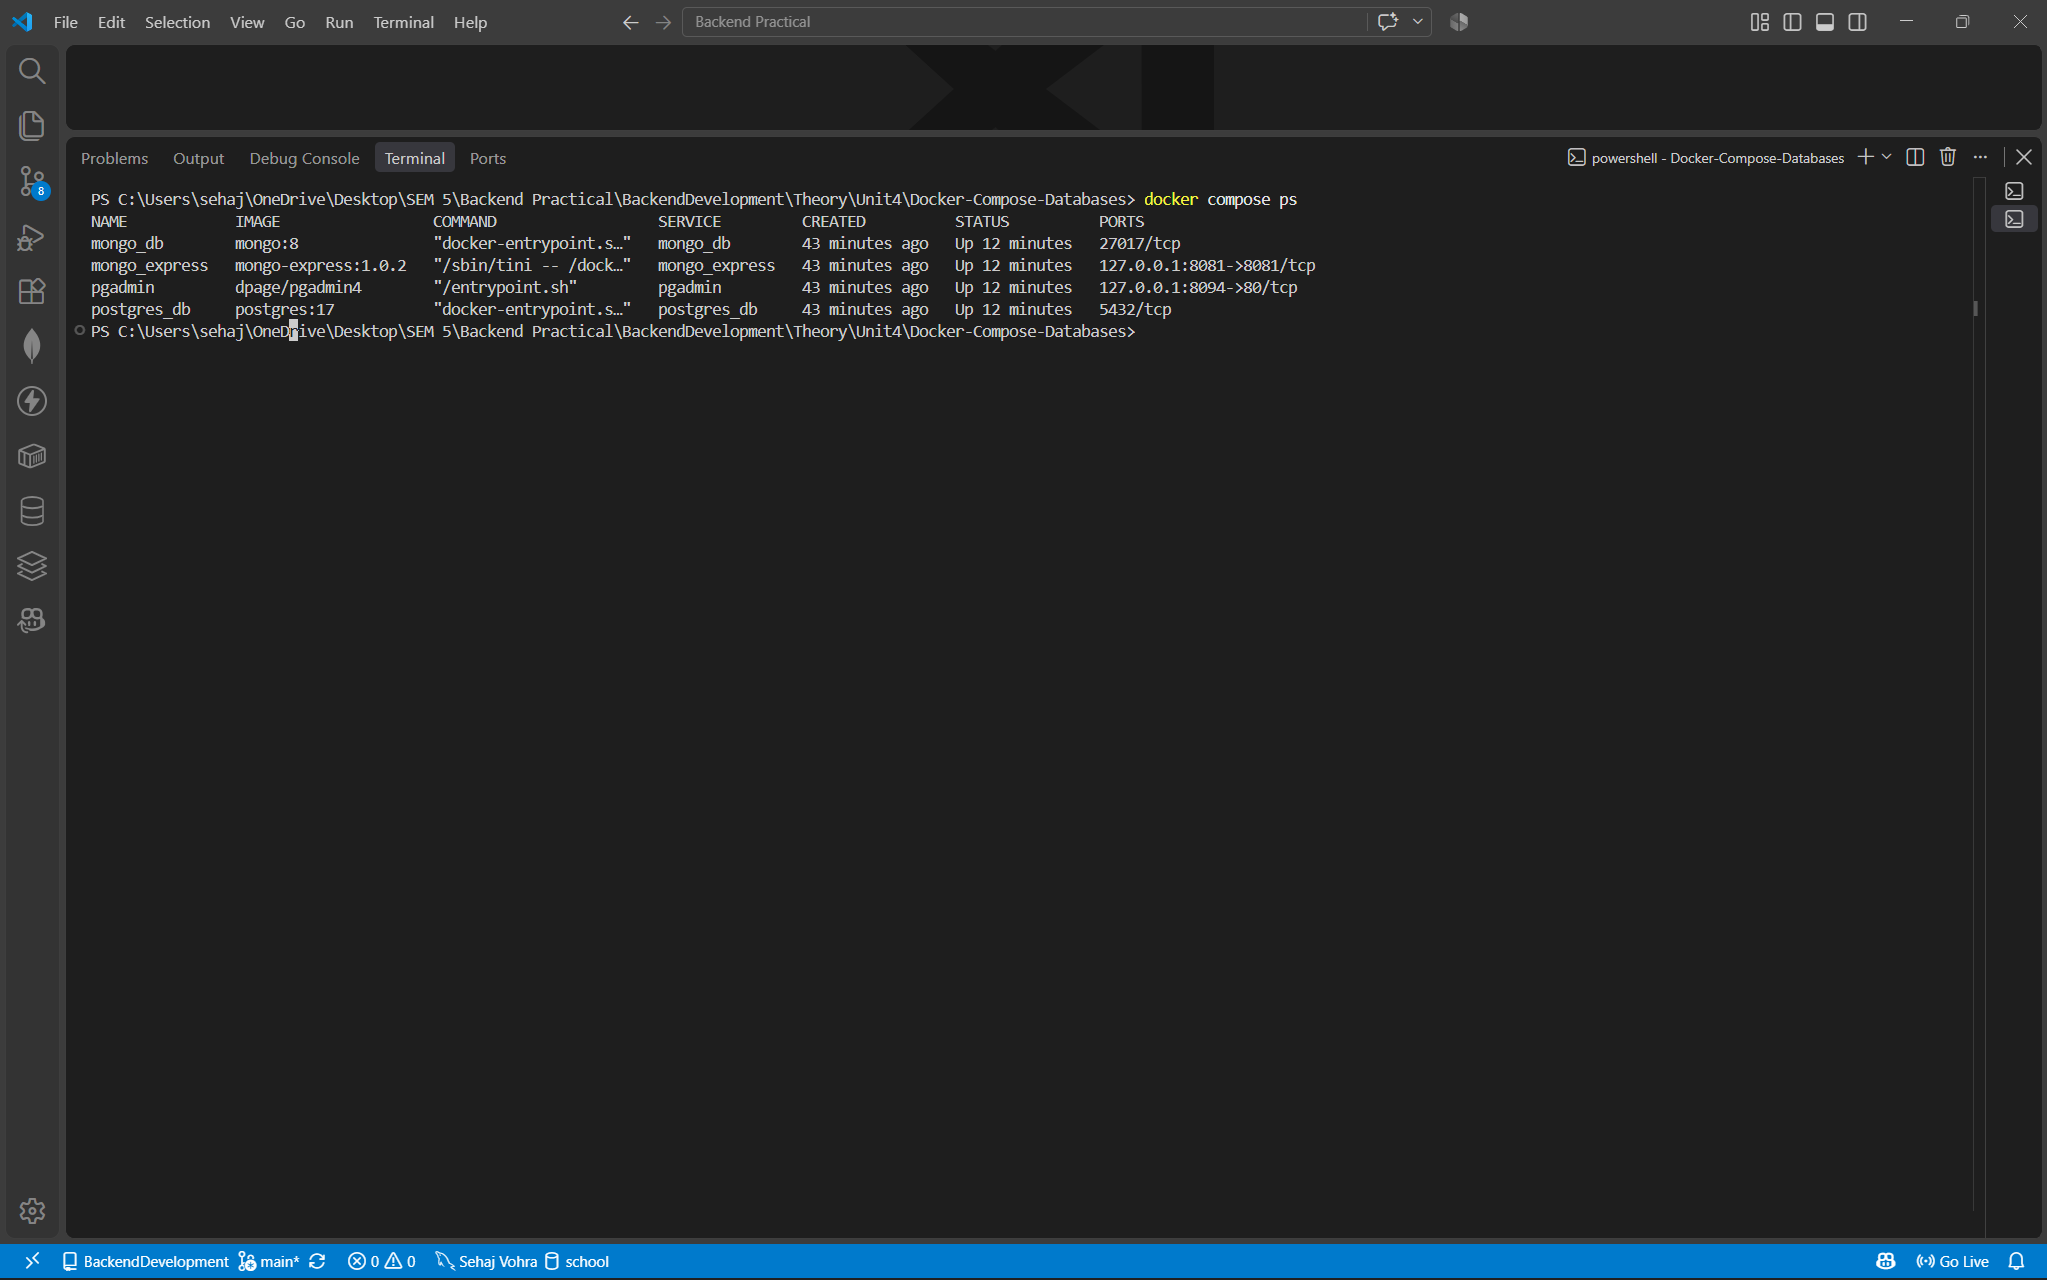 File Edit Selection View Go Run Terminal Help Backend Practical
Problems Output Debug Console Terminal Ports powershell - Docker-Compose-Databases
PS C:\Users\sehaj\OneDrive\Desktop\SEM 5\Backend Practical\BackendDevelopment\Theory\Unit4\Docker-Compose-Databases> docker compose ps
NAME IMAGE COMMAND SERVICE CREATED STATUS PORTS
mongo_db mongo:8 "docker-entrypoint.s…" mongo_db 43 minutes ago Up 12 minutes 27017/tcp
mongo_express mongo-express:1.0.2 "/sbin/tini -- /dock…" mongo_express 43 minutes ago Up 12 minutes 127.0.0.1:8081->8081/tcp
pgadmin dpage/pgadmin4 "/entrypoint.sh" pgadmin 43 minutes ago Up 12 minutes 127.0.0.1:8094->80/tcp
postgres_db postgres:17 "docker-entrypoint.s…" postgres_db 43 minutes ago Up 12 minutes 5432/tcp
PS C:\Users\sehaj\OneDrive\Desktop\SEM 5\Backend Practical\BackendDevelopment\Theory\Unit4\Docker-Compose-Databases>
8
BackendDevelopment main* 0 0 Sehaj Vohra school Go Live